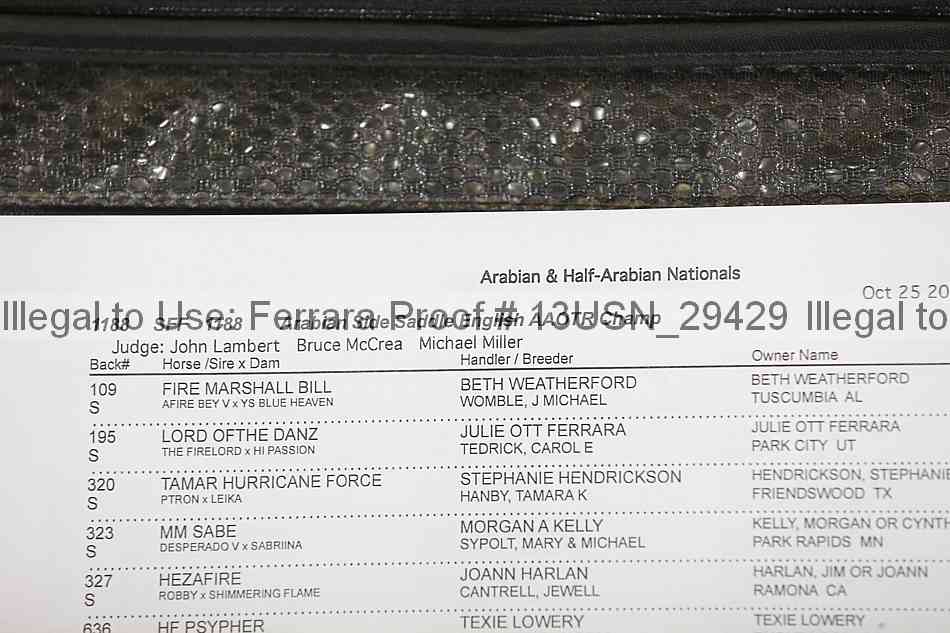 Arabian & Half-Arabian Nationals
Oct 25 20
Illegal to Use: Ferrara Proof # 13USN_29429 Illegal to
1188 SEF 1188 Arabian Side Saddle English AAOTR Champ
Judge: John Lambert Bruce McCrea Michael Miller
Back# Horse /Sire x Dam Handler / Breeder Owner Name
109 FIRE MARSHALL BILL BETH WEATHERFORD BETH WEATHERFORD
S AFIRE BEY V x YS BLUE HEAVEN WOMBLE, J MICHAEL TUSCUMBIA AL
195 LORD OFTHE DANZ JULIE OTT FERRARA JULIE OTT FERRARA
S THE FIRELORD x HI PASSION TEDRICK, CAROL E PARK CITY UT
320 TAMAR HURRICANE FORCE STEPHANIE HENDRICKSON HENDRICKSON, STEPHANIE
S PTRON x LEIKA HANBY, TAMARA K FRIENDSWOOD TX
323 MM SABE MORGAN A KELLY KELLY, MORGAN OR CYNTH
S DESPERADO V x SABRIINA SYPOLT, MARY & MICHAEL PARK RAPIDS MN
327 HEZAFIRE JOANN HARLAN HARLAN, JIM OR JOANN
S ROBBY x SHIMMERING FLAME CANTRELL, JEWELL RAMONA CA
636 HF PSYPHER TEXIE LOWERY TEXIE LOWERY